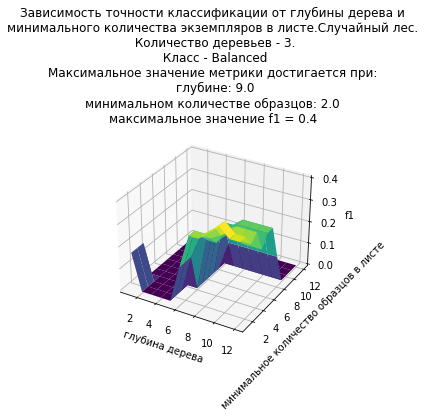 Зависимость точности классификации от глубины дерева и
минимального количества экземпляров в листе.Случайный лес.
Количество деревьев - 3.
Класс - Balanced
Максимальное значение метрики достигается при:
глубине: 9.0
минимальном количестве образцов: 2.0
максимальное значение f1 = 0.4
0.4
0.3
0.2
0.1
0.0
f1
2
4
6
8
10
12
глубина дерева
2
4
6
8
10
12
минимальное количество образцов в листе